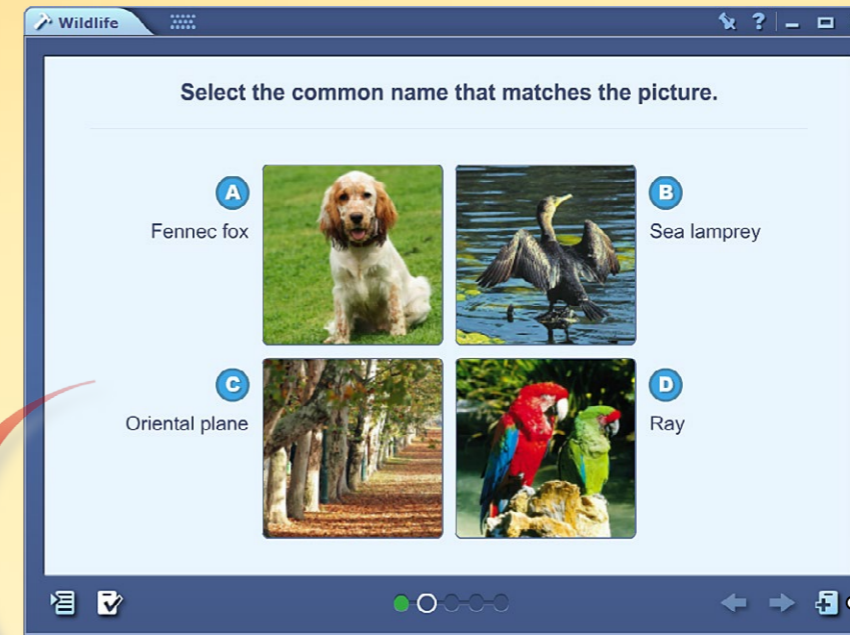 Wildlife
?
Select the common name that matches the picture.
A
Fennec fox
B
Sea lamprey
C
Oriental plane
D
Ray